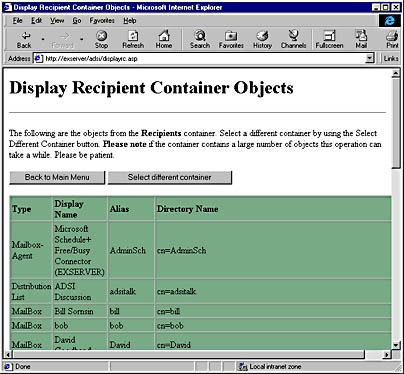 Display Recipient Container Objects - Microsoft Internet Explorer
File Edit View Go Favorites Help
Back Forward Stop Refresh Home Search Favorites History Channels Fullscreen Mail Print
Address http://exserver/adsi/displayrc.asp Links
Display Recipient Container Objects
The following are the objects from the Recipients container. Select a different container by using the Select
Different Container button. Please note if the container contains a large number of objects this operation can
take a while. Please be patient.
Back to Main Menu Select different container
Type Display Name Alias Directory Name
Mailbox-Agent Microsoft Schedule+ Free/Busy Connector (EXSERVER) AdminSch cn=AdminSch
Distribution List ADSI Discussion adsitalk cn=adsitalk
MailBox Bill Sornsin bill cn=bill
MailBox bob bob cn=bob
MailBox David David cn=David
Done Local intranet zone